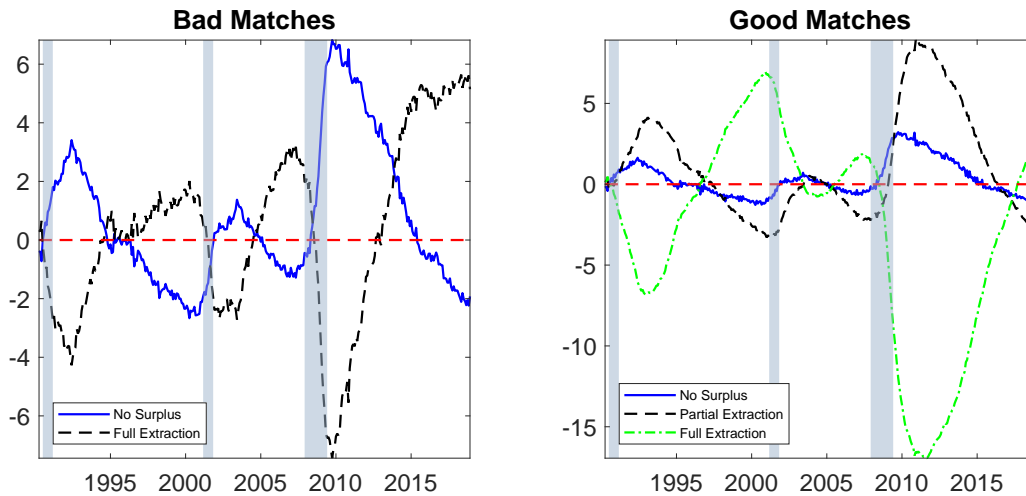 Bad Matches
6
4
2
0
-2
-4
-6
No Surplus
Full Extraction
1995 2000 2005 2010 2015
Good Matches
5
0
-5
-10
-15
No Surplus
Partial Extraction
Full Extraction
1995 2000 2005 2010 2015